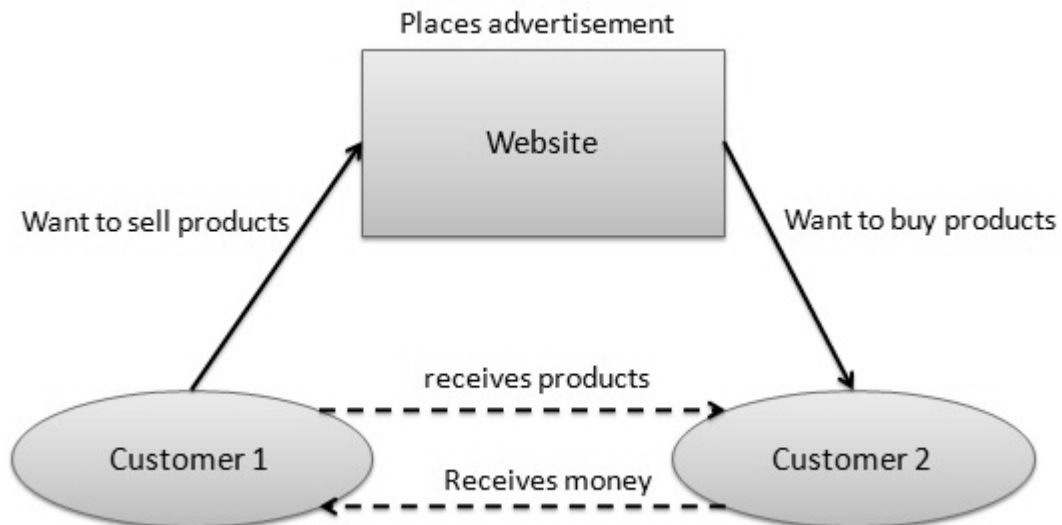 Places advertisement
Website
Want to sell products
Want to buy products
receives products
Customer 1
Customer 2
Receives money